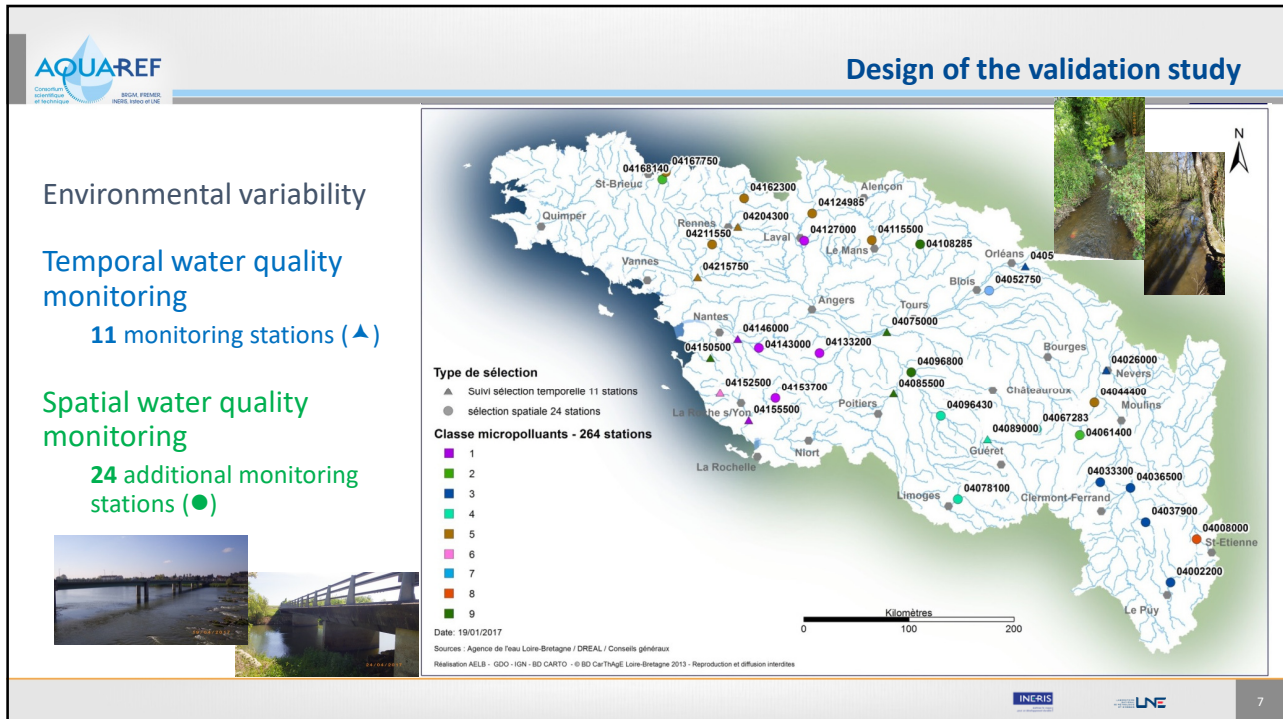 AQUAREF
Consortium
scientifique
et technique
BRGM, IFREMER,
INERIS, Irstea et LNE
Design of the validation study
Environmental variability
Temporal water quality
monitoring
11 monitoring stations (▲)
Spatial water quality
monitoring
24 additional monitoring
stations (●)
24/04/2017
N
04167750
04168140
St-Brieuc
04162300
Alençon
04124985
Quimper
04204300
Rennes
04127000
Laval
04115500
04211550
Le Mans
04108285
Orléans
0405
Vannes
04215750
Blois
04052750
Angers
Tours
04075000
Nantes
04146000
04143000
04133200
04150500
Bourges
04026000
Nevers
04096800
04152500
04153700
04085500
Châteauroux
04044400
Moulins
La Roche s/Yon
04155500
Poitiers
04096430
04067283
04089000
04061400
Niort
Guéret
La Rochelle
04033300
04036500
Limoges
04078100
Clermont-Ferrand
04037900
04008000
St-Etienne
04002200
Le Puy
Type de sélection
Suivi sélection temporelle 11 stations
sélection spatiale 24 stations
Classe micropolluants - 264 stations
1
2
3
4
5
6
7
8
9
Kilomètres
0 100 200
Date: 19/01/2017
Sources : Agence de l'eau Loire-Bretagne / DREAL / Conseils généraux
Réalisation AELB - GDO - IGN - BD CARTO - © BD CarThAgE Loire-Bretagne 2013 - Reproduction et diffusion interdites
INERIS
LNE
7